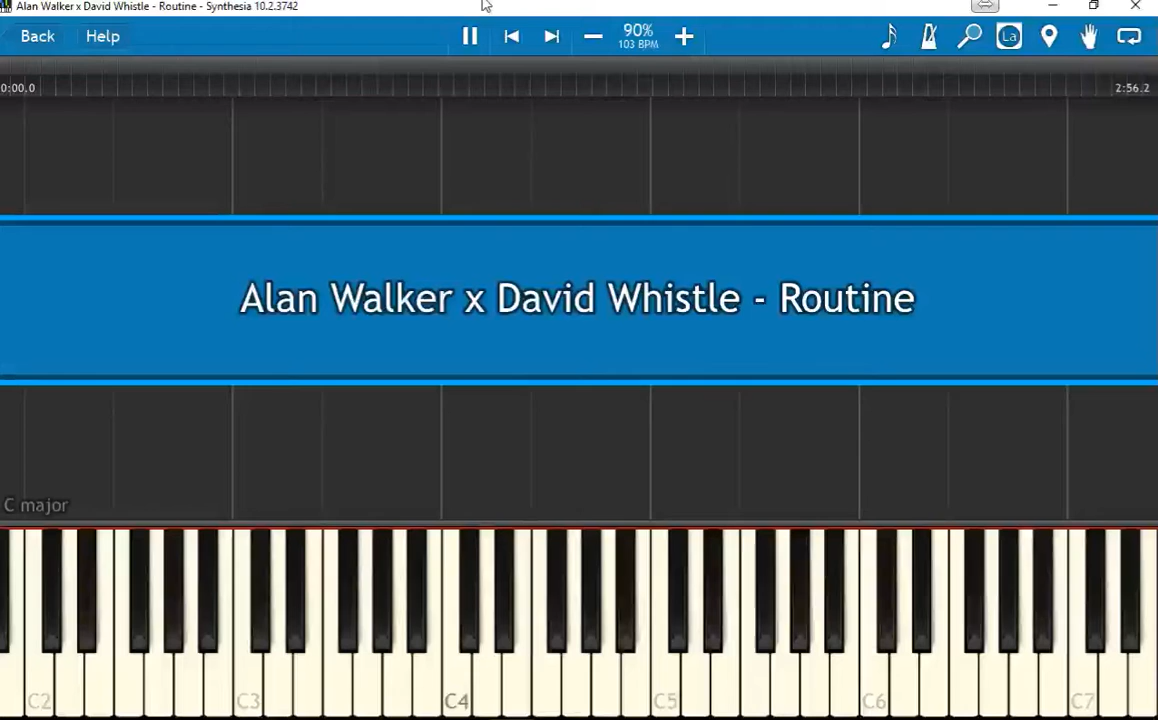 Alan Walker x David Whistle - Routine - Synthesia 10.2.3742
Back Help 90%
103 BPM
La
0:00.0 2:56.2
Alan Walker x David Whistle - Routine
C major
C2 C3 C4 C5 C6 C7